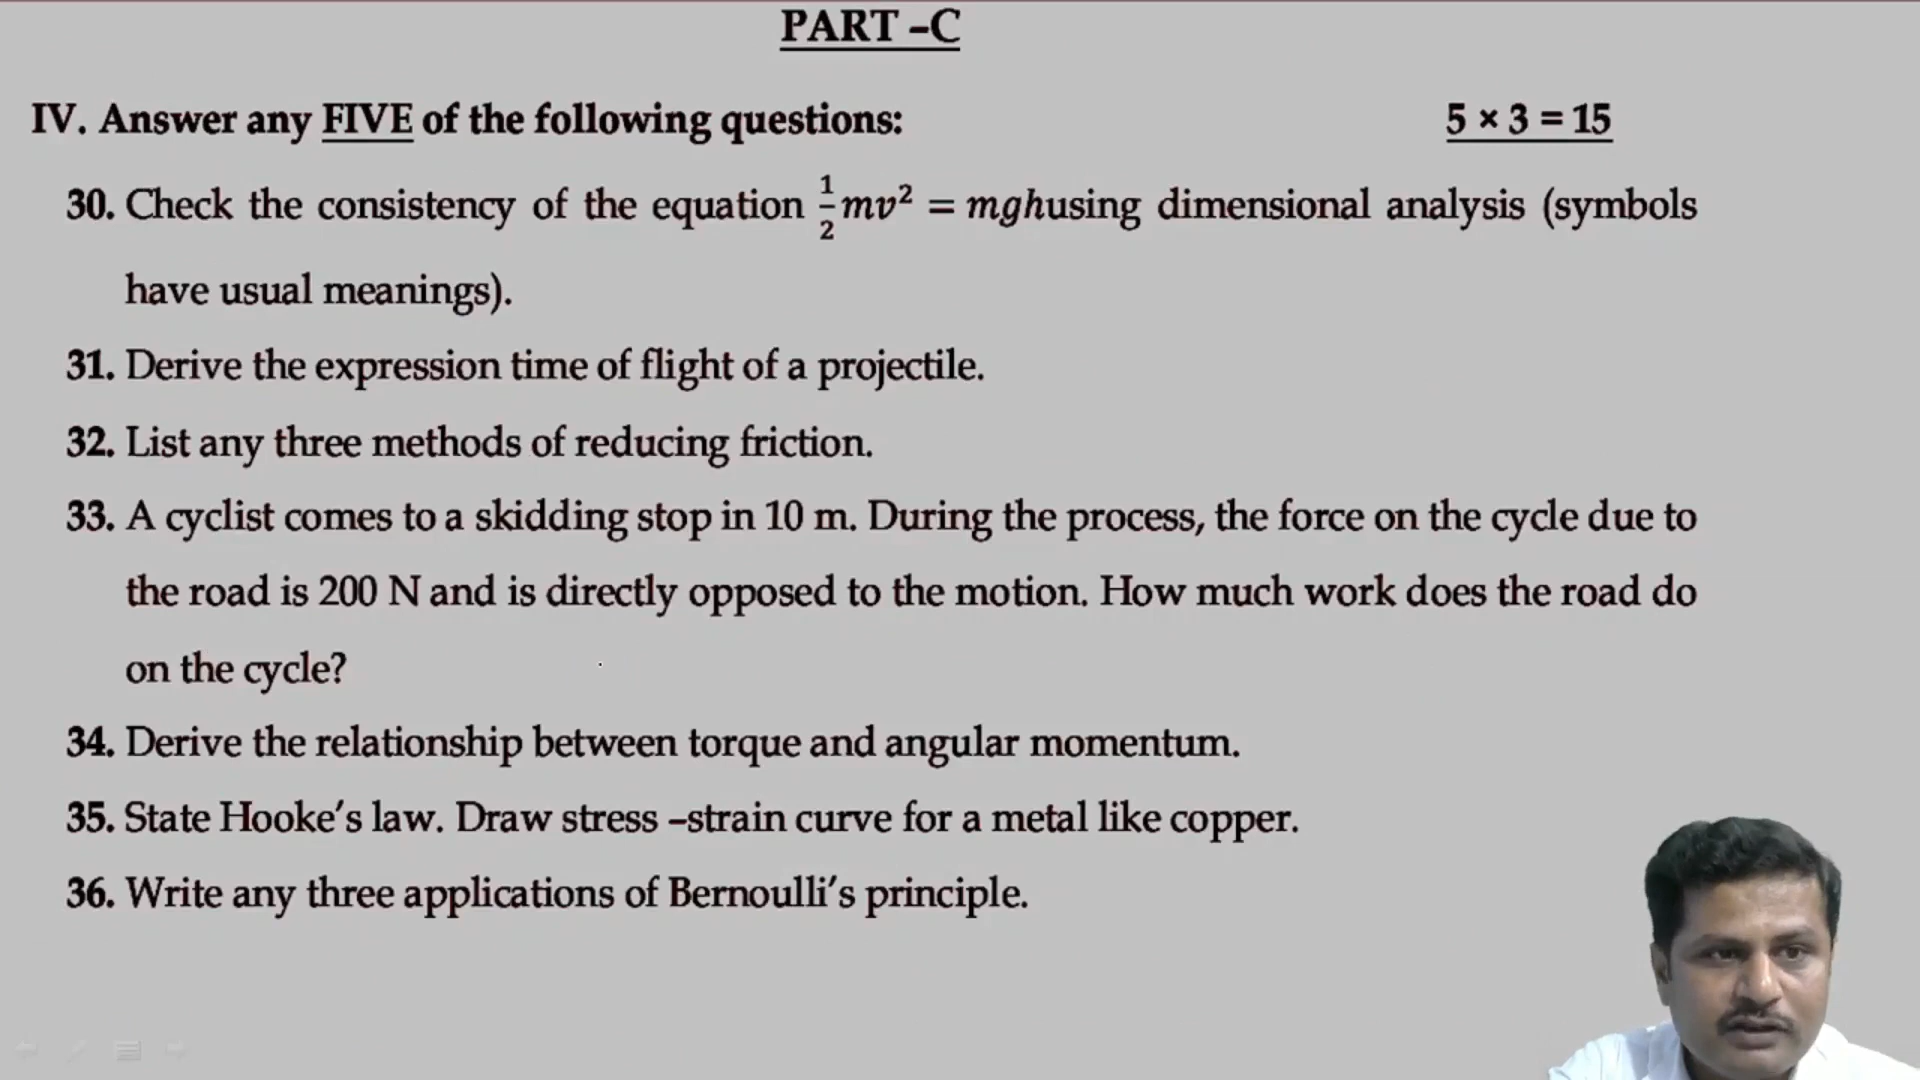 PART –C
IV. Answer any FIVE of the following questions: 5 × 3 = 15
30. Check the consistency of the equation ½mv² = mghusing dimensional analysis (symbols
have usual meanings).
31. Derive the expression time of flight of a projectile.
32. List any three methods of reducing friction.
33. A cyclist comes to a skidding stop in 10 m. During the process, the force on the cycle due to
the road is 200 N and is directly opposed to the motion. How much work does the road do
on the cycle?
34. Derive the relationship between torque and angular momentum.
35. State Hooke’s law. Draw stress –strain curve for a metal like copper.
36. Write any three applications of Bernoulli’s principle.